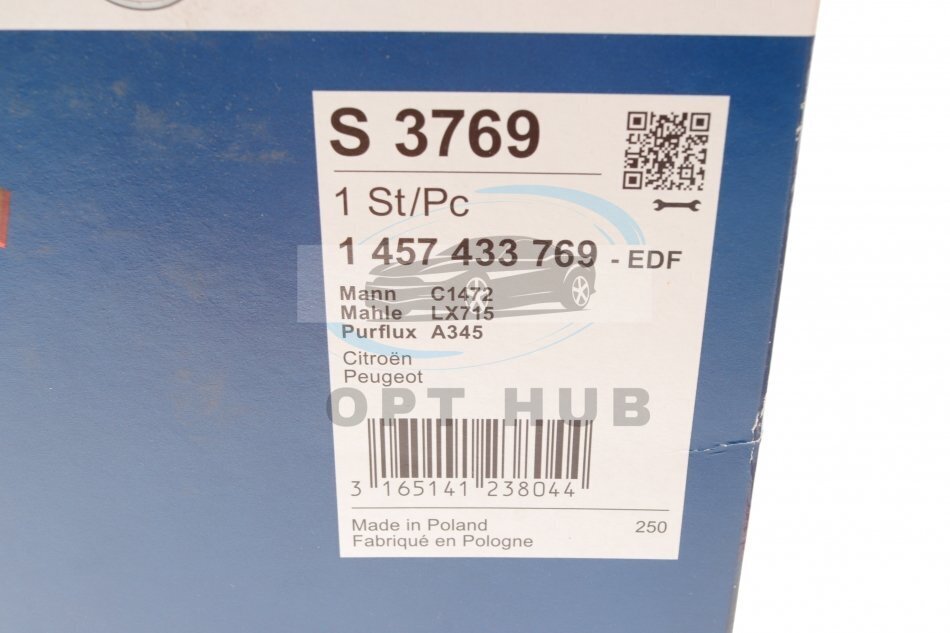 S 3769
1 St/Pc
1 457 433 769 - EDF
Mann C1472
Mahle LX715
Purflux A345
Citroën
Peugeot
OPT HUB
3 165141 238044
Made in Poland 250
Fabriqué en Pologne